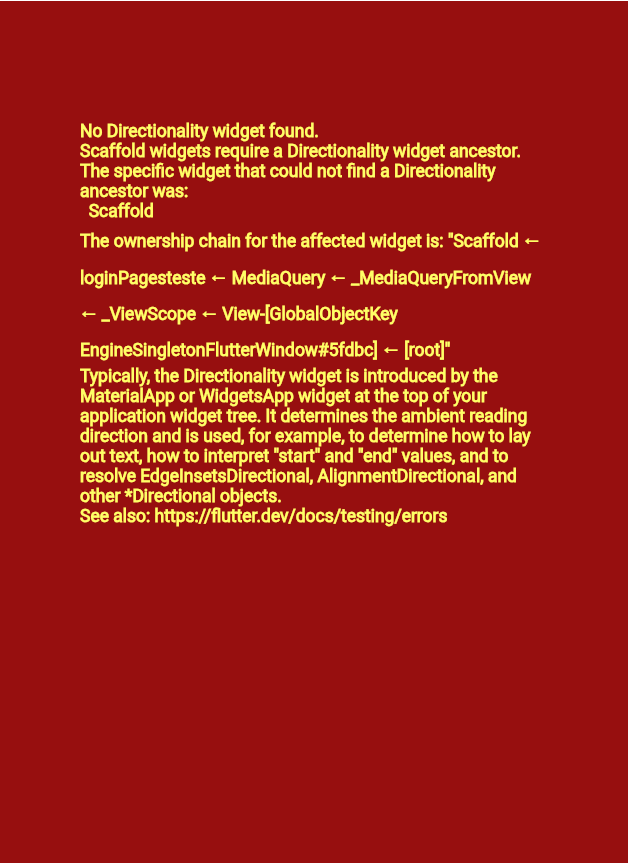 No Directionality widget found.
Scaffold widgets require a Directionality widget ancestor.
The specific widget that could not find a Directionality
ancestor was:
Scaffold
The ownership chain for the affected widget is: "Scaffold ←
loginPagesteste ← MediaQuery ← _MediaQueryFromView
← _ViewScope ← View-[GlobalObjectKey
EngineSingletonFlutterWindow#5fdbc] ← [root]"
Typically, the Directionality widget is introduced by the
MaterialApp or WidgetsApp widget at the top of your
application widget tree. It determines the ambient reading
direction and is used, for example, to determine how to lay
out text, how to interpret "start" and "end" values, and to
resolve EdgeInsetsDirectional, AlignmentDirectional, and
other *Directional objects.
See also: https://flutter.dev/docs/testing/errors